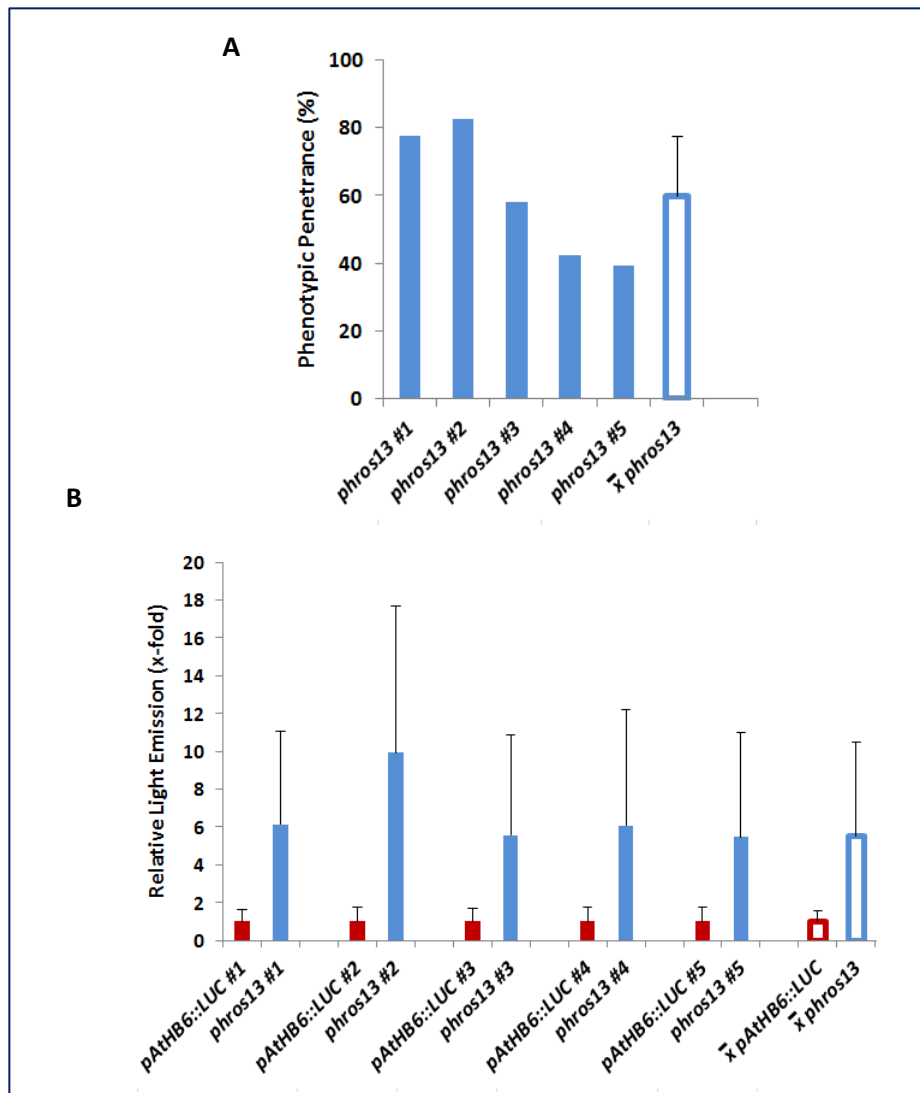 A
Phenotypic Penetrance (%)
100
80
60
40
20
0
phros13 #1
phros13 #2
phros13 #3
phros13 #4
phros13 #5
x̄ phros13
B
Relative Light Emission (x-fold)
20
18
16
14
12
10
8
6
4
2
0
pAtHB6::LUC #1
phros13 #1
pAtHB6::LUC #2
phros13 #2
pAtHB6::LUC #3
phros13 #3
pAtHB6::LUC #4
phros13 #4
pAtHB6::LUC #5
phros13 #5
x̄ pAtHB6::LUC
x̄ phros13